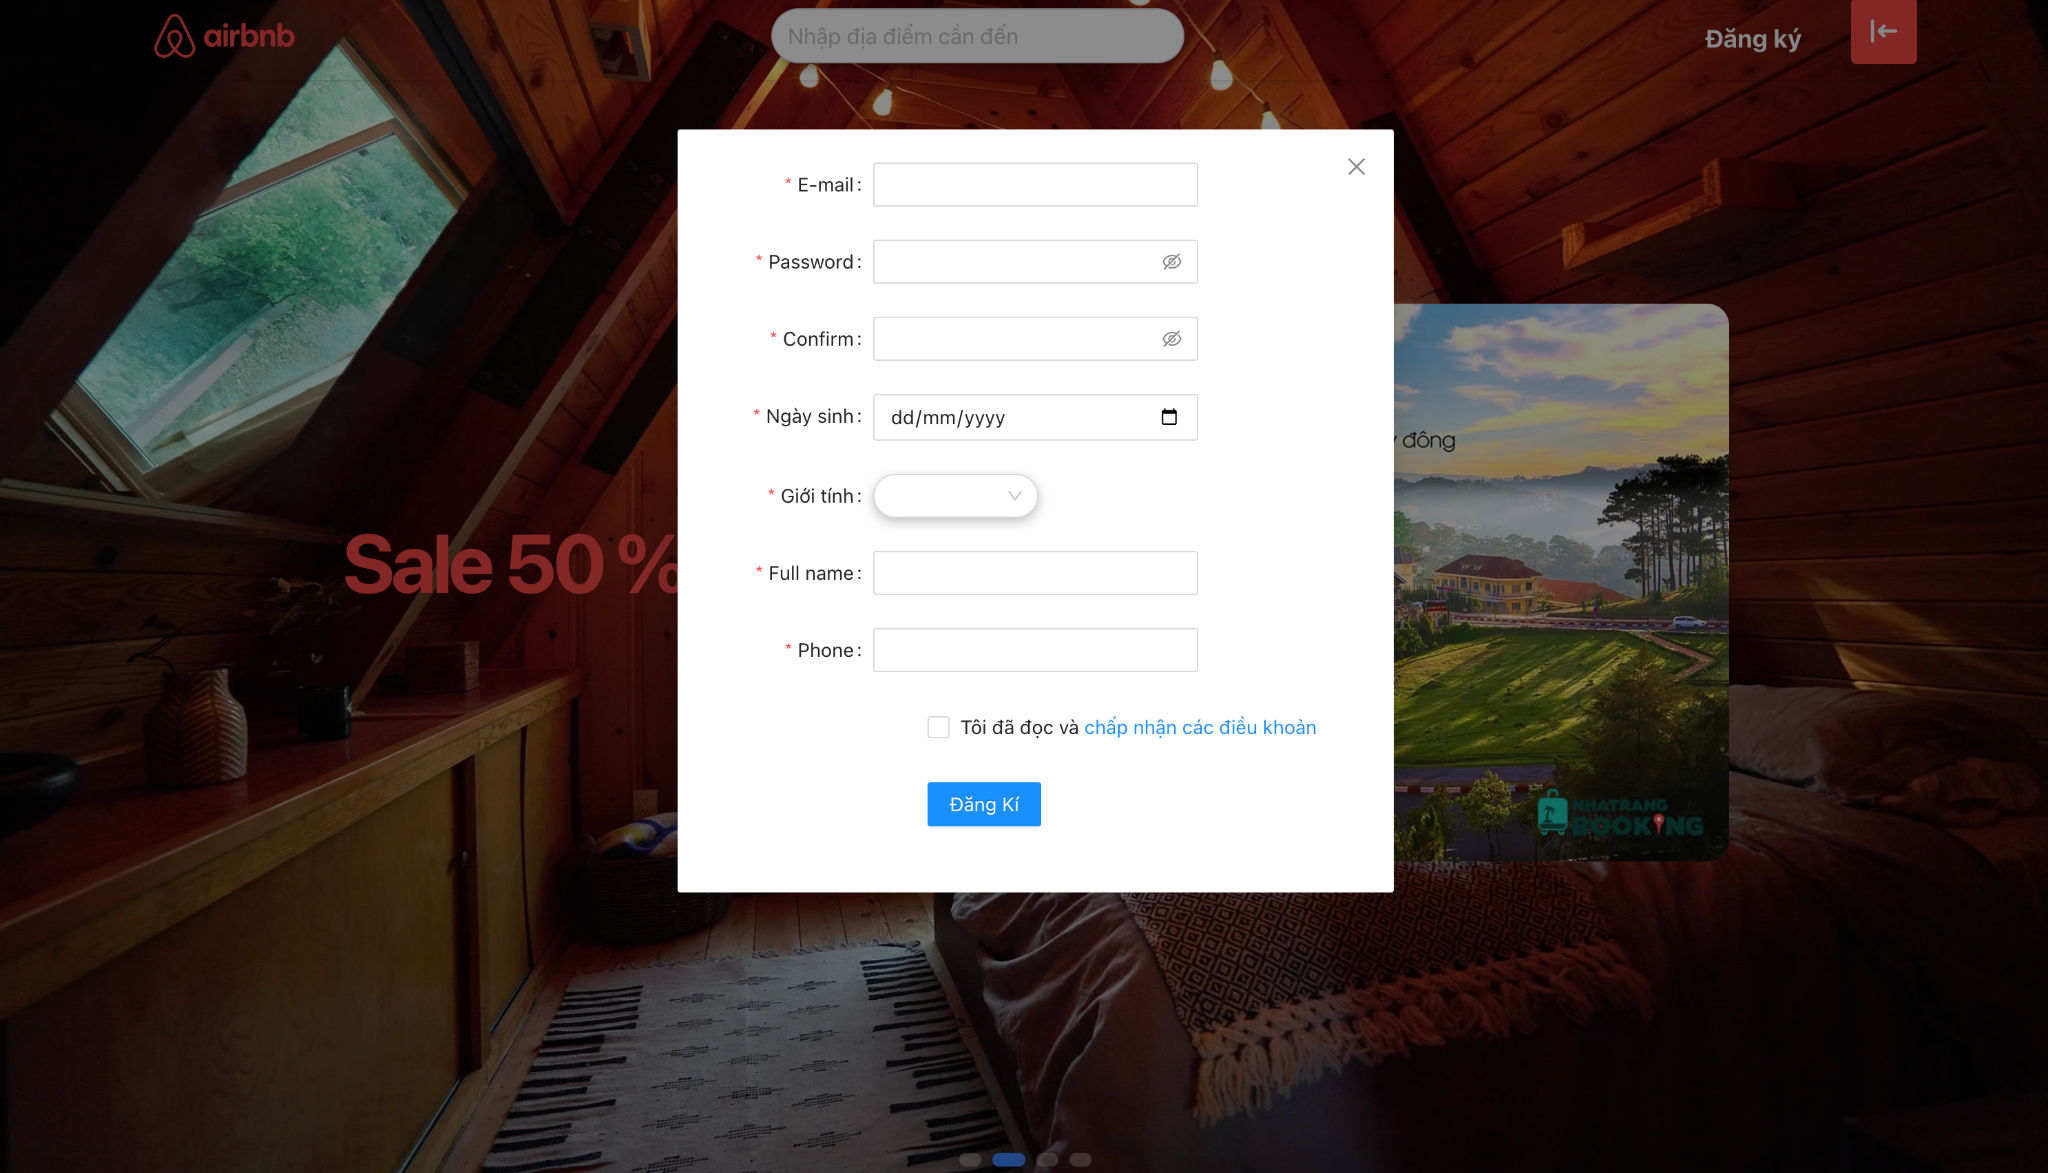 airbnb
Nhập địa điểm cần đến
Đăng ký
* E-mail :
* Password :
* Confirm :
* Ngày sinh : dd/mm/yyyy
* Giới tính :
* Full name :
* Phone :
Tôi đã đọc và chấp nhận các điều khoản
Đăng Kí
Sale 50 %
đông
NHATRANG
BOOKING